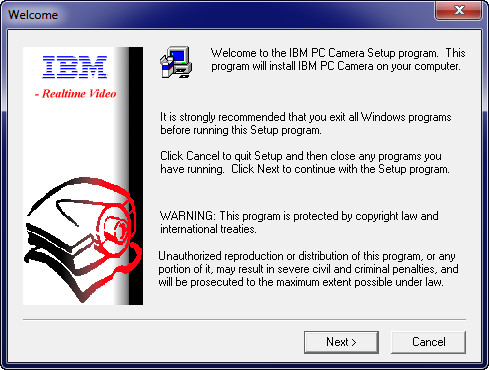 Welcome
IBM
- Realtime Video
Welcome to the IBM PC Camera Setup program.  This
program will install IBM PC Camera on your computer.
It is strongly recommended that you exit all Windows programs
before running this Setup program.
Click Cancel to quit Setup and then close any programs you
have running.  Click Next to continue with the Setup program.
WARNING: This program is protected by copyright law and
international treaties.
Unauthorized reproduction or distribution of this program, or any
portion of it, may result in severe civil and criminal penalties, and
will be prosecuted to the maximum extent possible under law.
Next >
Cancel